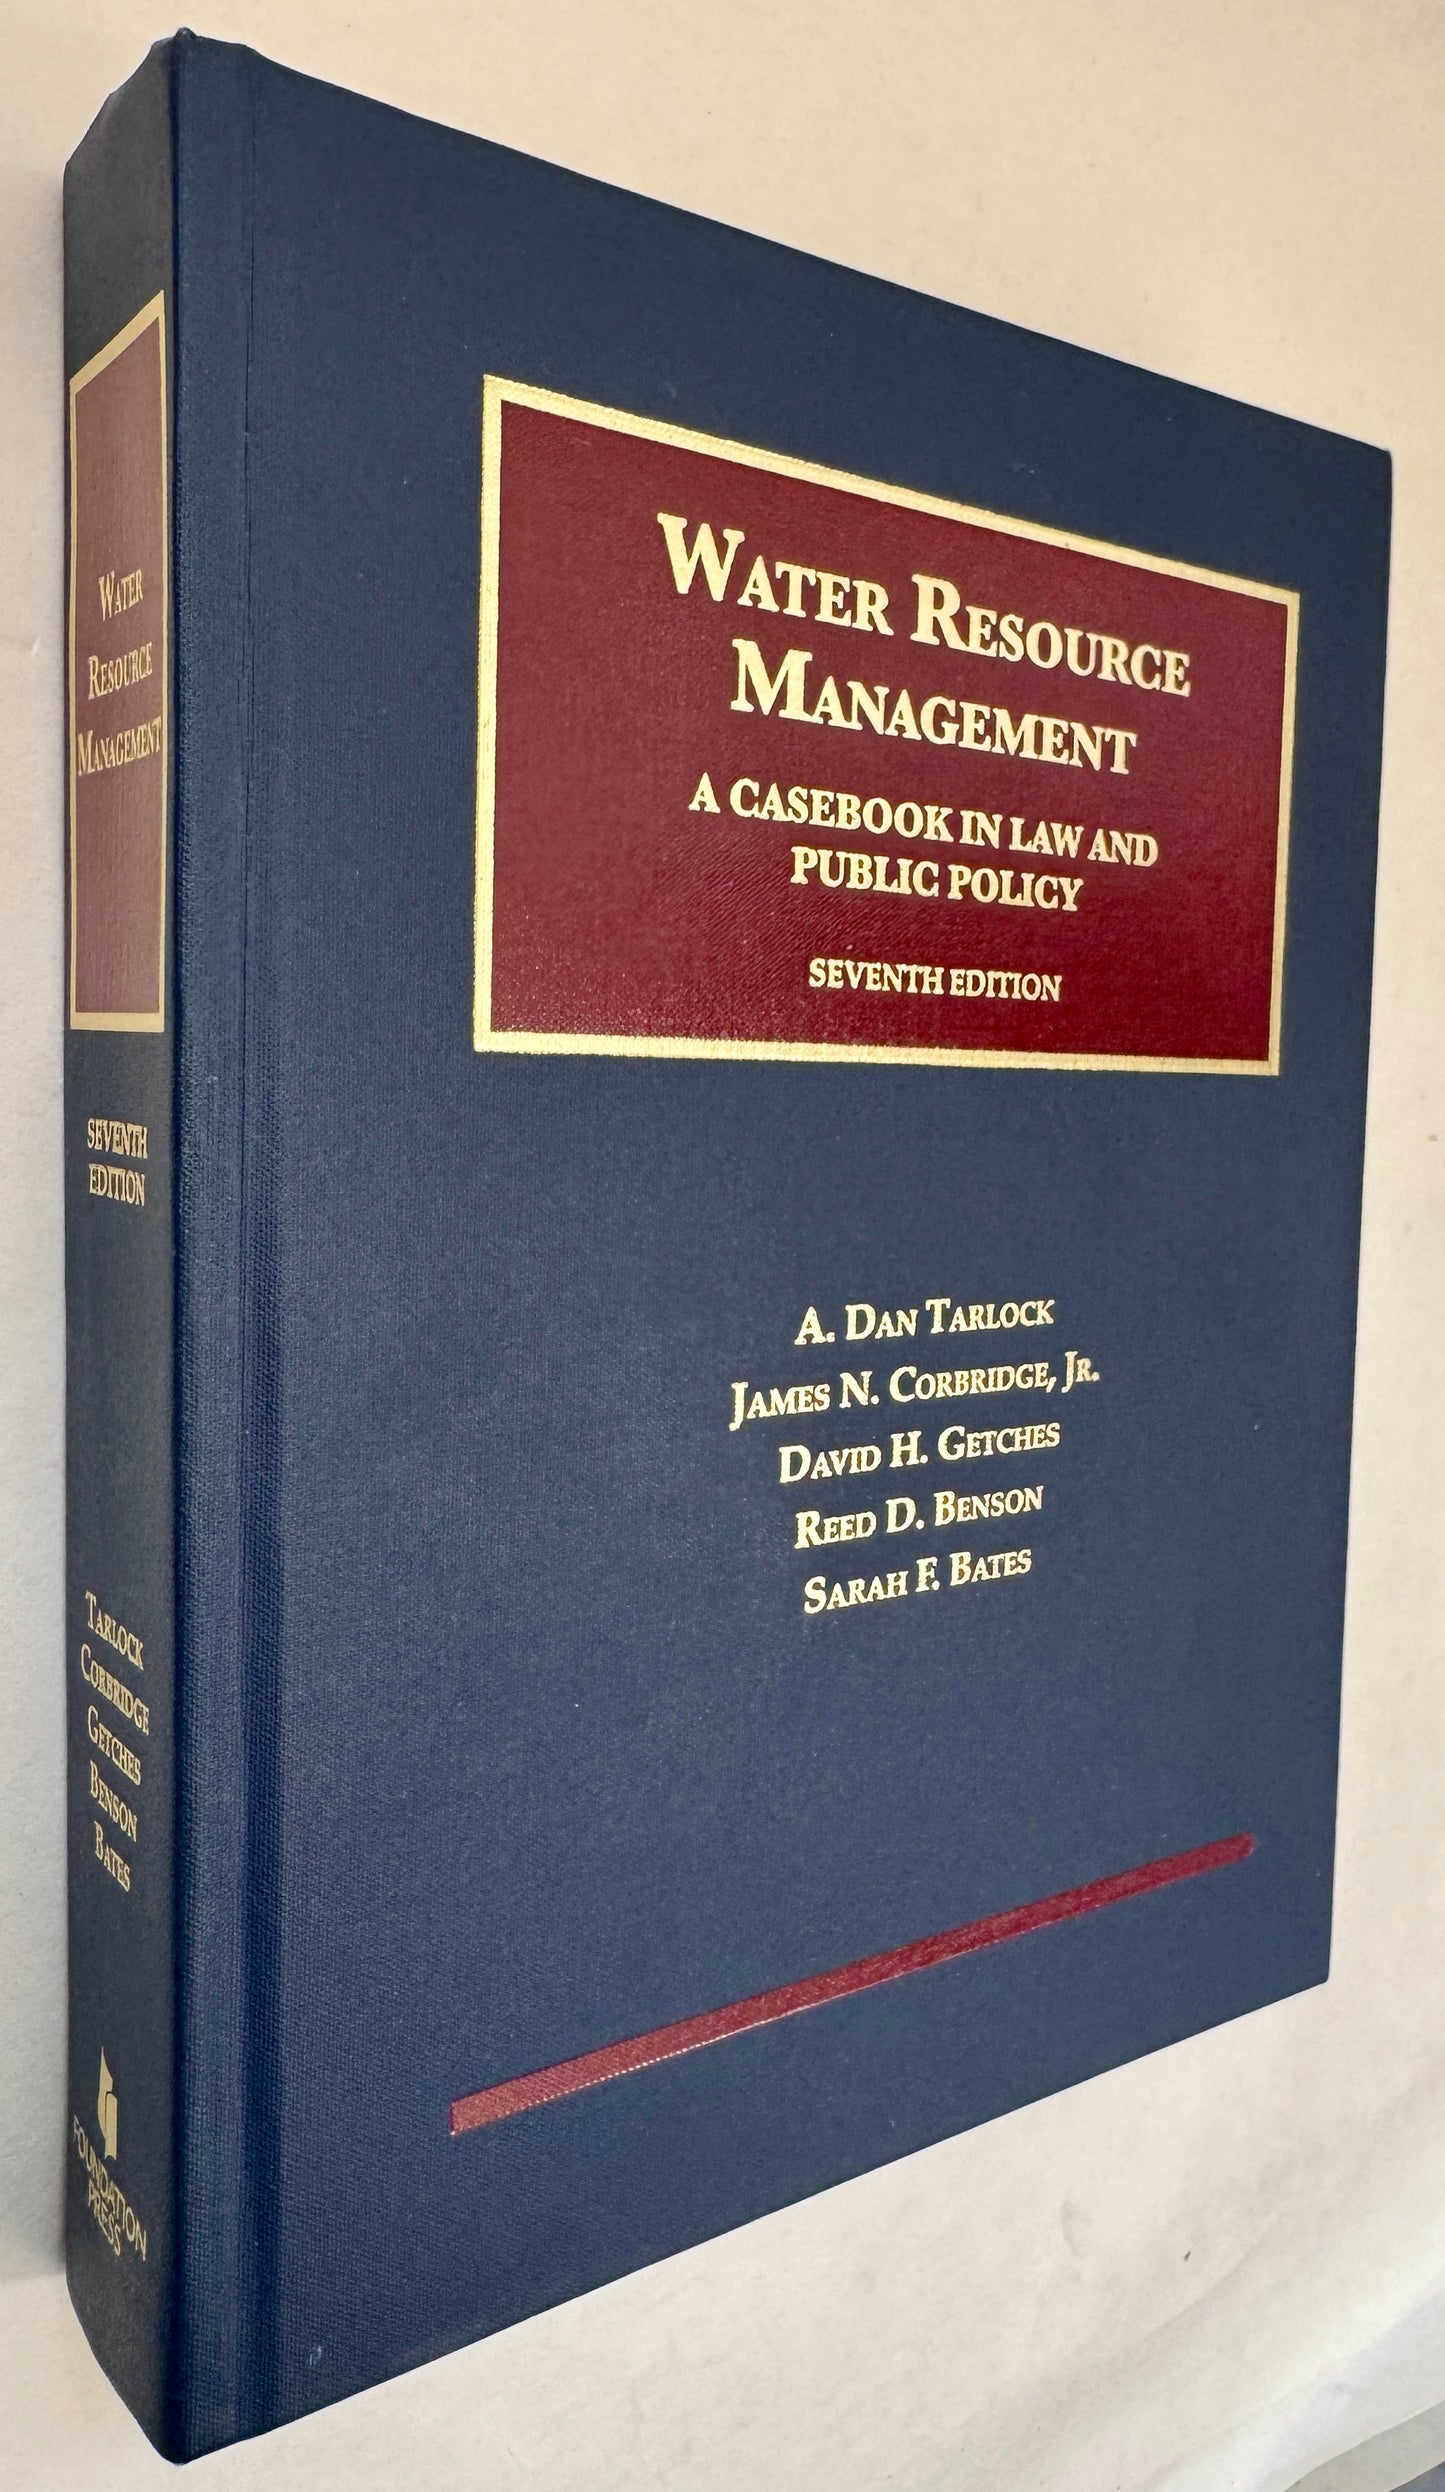 WATER
RESOURCE
MANAGEMENT
SEVENTH
EDITION
TARLOCK
CORBRIDGE
GETCHES
BENSON
BATES
FOUNDATION
PRESS
WATER RESOURCE
MANAGEMENT
A CASEBOOK IN LAW AND
PUBLIC POLICY
SEVENTH EDITION
A. DAN TARLOCK
JAMES N. CORBRIDGE, JR.
DAVID H. GETCHES
REED D. BENSON
SARAH F. BATES